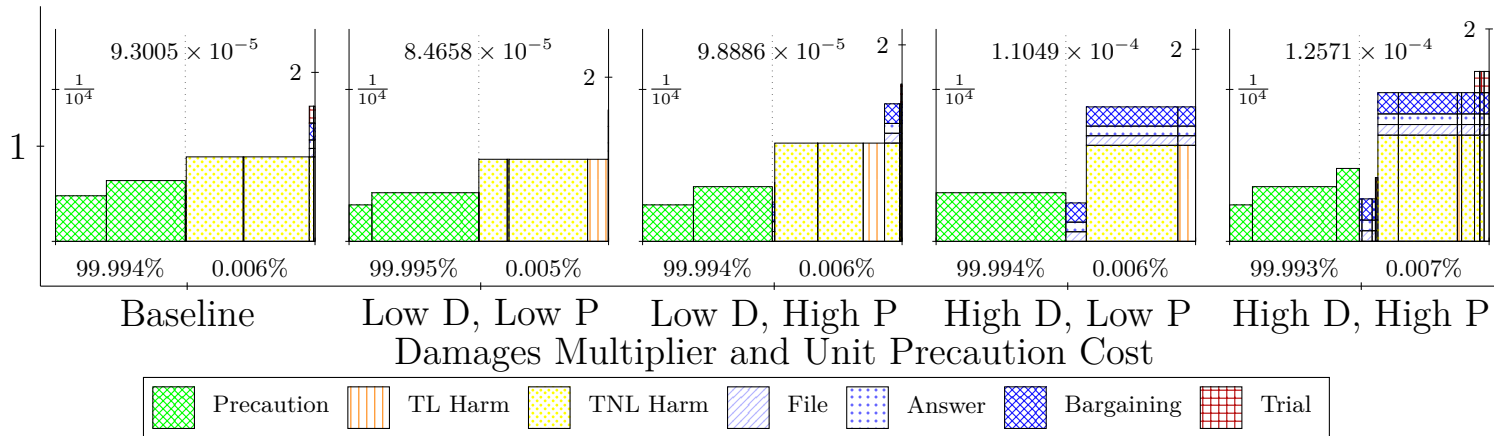 9.3005 × 10⁻⁵ 8.4658 × 10⁻⁵ 9.8886 × 10⁻⁵ 1.1049 × 10⁻⁴ 1.2571 × 10⁻⁴
2 2 2 2 2
1/10⁴ 1/10⁴ 1/10⁴ 1/10⁴ 1/10⁴
1
99.994% 0.006% 99.995% 0.005% 99.994% 0.006% 99.994% 0.006% 99.993% 0.007%
Baseline Low D, Low P Low D, High P High D, Low P High D, High P
Damages Multiplier and Unit Precaution Cost
Precaution TL Harm TNL Harm File Answer Bargaining Trial